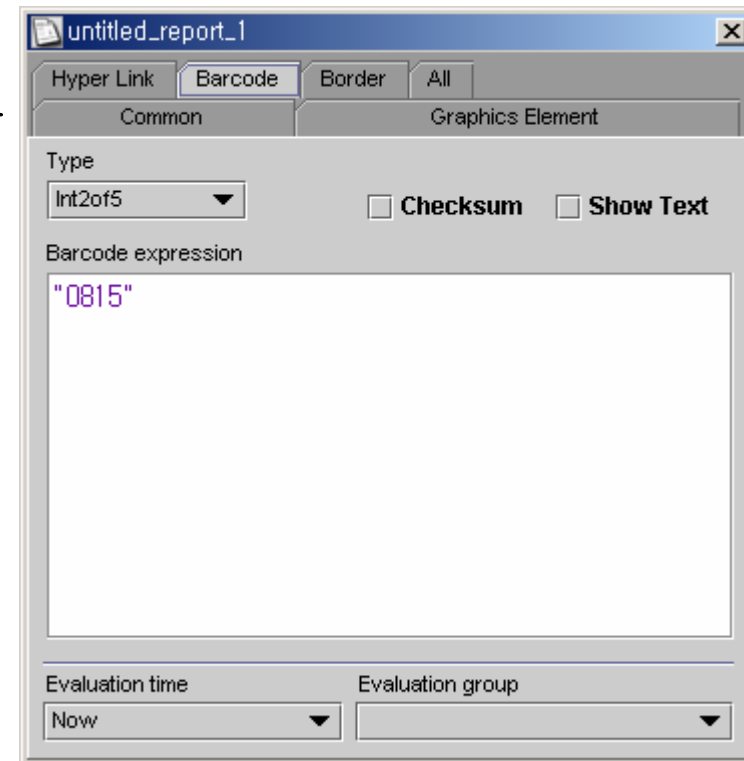 untitled_report_1
Hyper Link Barcode Border All
Common Graphics Element
Type
Int2of5 Checksum Show Text
Barcode expression
"0815"
Evaluation time Evaluation group
Now